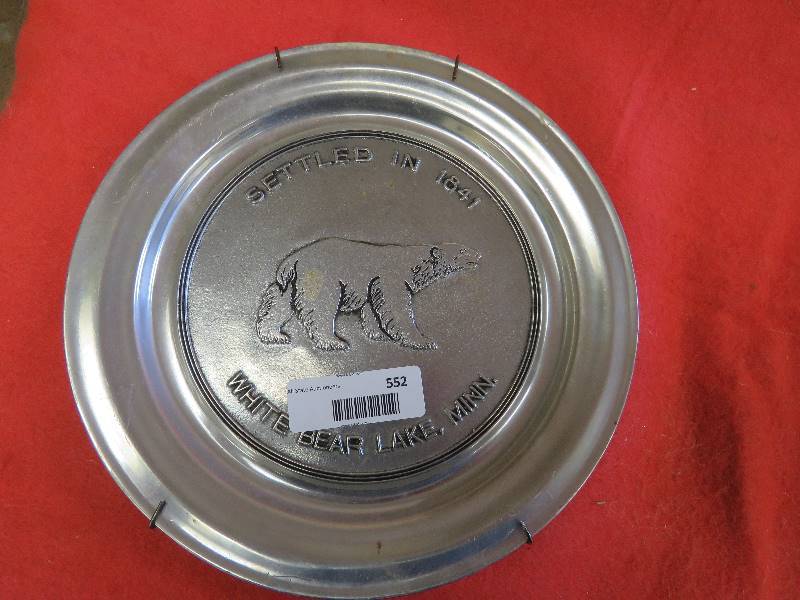 SETTLED IN 1841
552
WHITE BEAR LAKE, MINN.